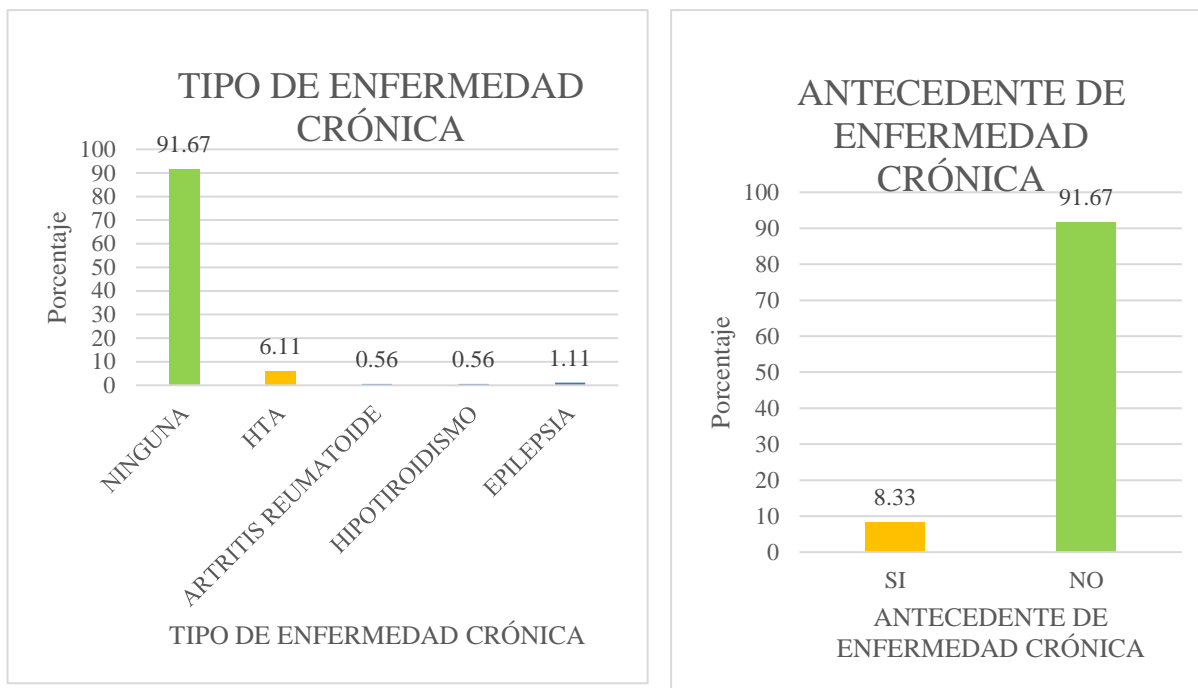 TIPO DE ENFERMEDAD
CRÓNICA
Porcentaje
100
90
80
70
60
50
40
30
20
10
0
91.67
6.11
0.56
0.56
1.11
NINGUNA
HTA
ARTRITIS REUMATOIDE
HIPOTIROIDISMO
EPILEPSIA
TIPO DE ENFERMEDAD CRÓNICA
ANTECEDENTE DE
ENFERMEDAD
CRÓNICA
Porcentaje
100
90
80
70
60
50
40
30
20
10
0
8.33
91.67
SI
NO
ANTECEDENTE DE
ENFERMEDAD CRÓNICA